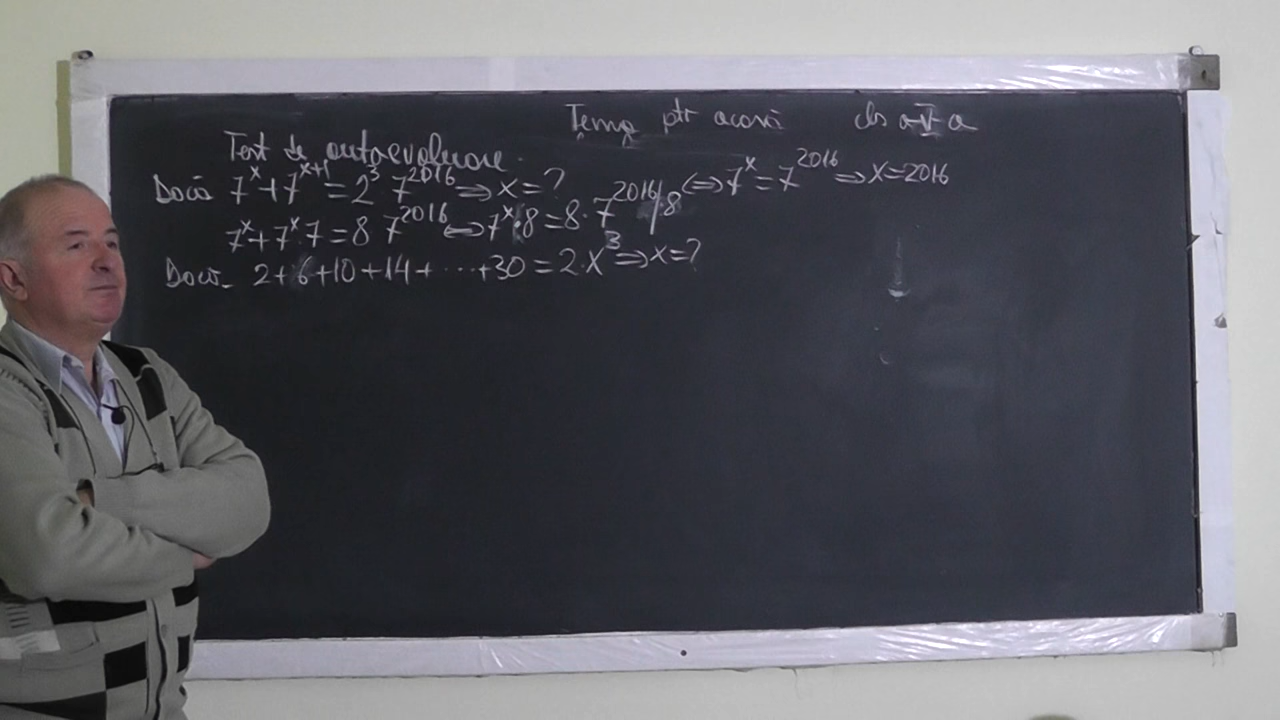 Temă ptr acasă cls a V a
Test de autoevaluare.
Dacă 7^x+7^{x+1}=2^3 7^{2016} ⇒ x=?
7^x+7^x 7=8 7^{2016} ⇔ 7^x·8=8·7^{2016}/:8 ⇔ 7^x=7^{2016} ⇒ x=2016
Dacă 2+6+10+14+...+30=2·x^3 ⇒ x=?